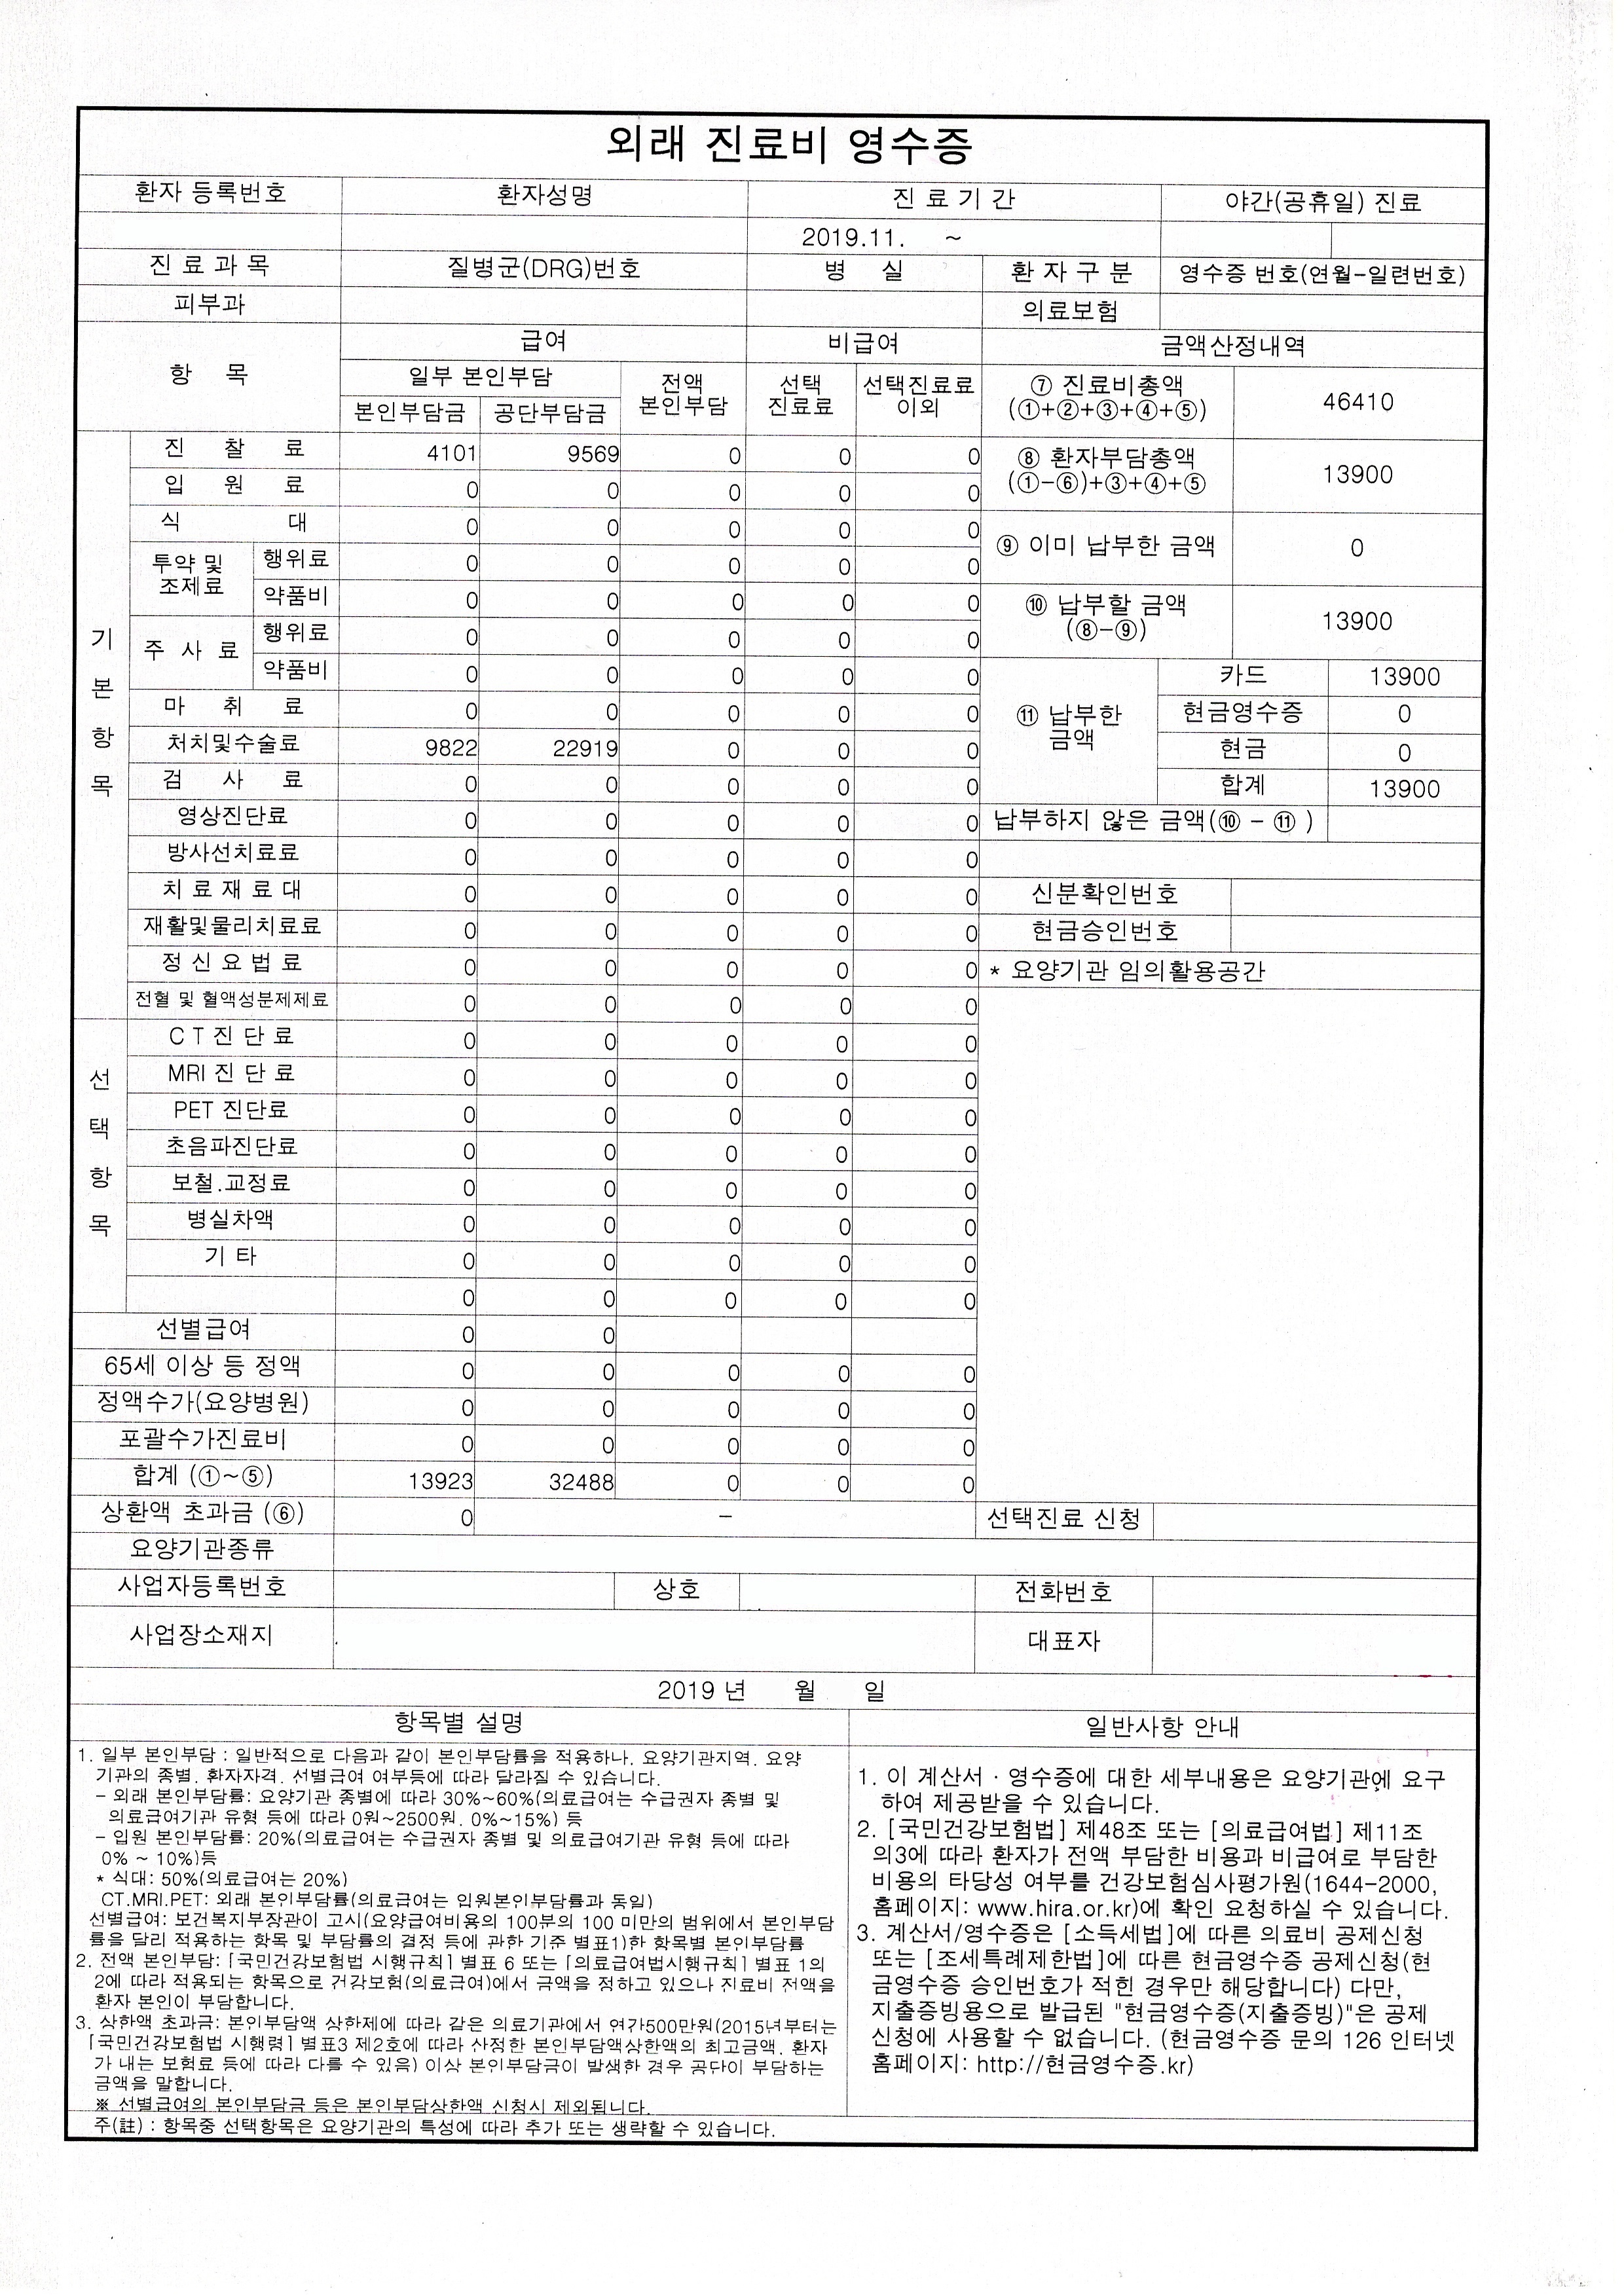 외래 진료비 영수증
환자 등록번호 환자성명 진 료 기 간 야간(공휴일) 진료
2019.11. ~
진 료 과 목 질병군(DRG)번호 병 실 환 자 구 분 영수증 번호(연월-일련번호)
피부과 의료보험
항 목 급여 비급여 금액산정내역
일부 본인부담 전액 본인부담 선택 진료료 선택진료료 이외 ⑦ 진료비총액 (①+②+③+④+⑤) 46410
본인부담금 공단부담금
기 본 항 목
진 찰 료 4101 9569 0 0 0 ⑧ 환자부담총액 (①-⑥)+③+④+⑤ 13900
입 원 료 0 0 0 0 0
식 대 0 0 0 0 0 ⑨ 이미 납부한 금액 0
투약 및 조제료 행위료 0 0 0 0 0
약품비 0 0 0 0 0 ⑩ 납부할 금액 (⑧-⑨) 13900
주 사 료 행위료 0 0 0 0 0
약품비 0 0 0 0 0 ⑪ 납부한 금액 카드 13900
마 취 료 0 0 0 0 0 현금영수증 0
처치및수술료 9822 22919 0 0 0 현금 0
검 사 료 0 0 0 0 0 합계 13900
영상진단료 0 0 0 0 0 납부하지 않은 금액(⑩ - ⑪ )
방사선치료료 0 0 0 0 0
치 료 재 료 대 0 0 0 0 0 신분확인번호
재활및물리치료료 0 0 0 0 0 현금승인번호
정 신 요 법 료 0 0 0 0 0 * 요양기관 임의활용공간
전혈 및 혈액성분제제료 0 0 0 0 0
선 택 항 목
C T 진 단 료 0 0 0 0 0
MRI 진 단 료 0 0 0 0 0
PET 진단료 0 0 0 0 0
초음파진단료 0 0 0 0 0
보철.교정료 0 0 0 0 0
병실차액 0 0 0 0 0
기 타 0 0 0 0 0
0 0 0 0 0
선별급여 0 0
65세 이상 등 정액 0 0 0 0 0
정액수가(요양병원) 0 0 0 0 0
포괄수가진료비 0 0 0 0 0
합계 (①~⑤) 13923 32488 0 0 0
상환액 초과금 (⑥) 0 - 선택진료 신청
요양기관종류
사업자등록번호 상호 전화번호
사업장소재지 대표자
2019 년 월 일
항목별 설명
1. 일부 본인부담 : 일반적으로 다음과 같이 본인부담률을 적용하나, 요양기관지역, 요양
기관의 종별, 환자자격, 선별급여 여부등에 따라 달라질 수 있습니다.
- 외래 본인부담률: 요양기관 종별에 따라 30%~60%(의료급여는 수급권자 종별 및
의료급여기관 유형 등에 따라 0원~2500원, 0%~15%) 등
- 입원 본인부담률: 20%(의료급여는 수급권자 종별 및 의료급여기관 유형 등에 따라
0% ~ 10%)등
* 식대: 50%(의료급여는 20%)
CT.MRI.PET: 외래 본인부담률(의료급여는 입원본인부담률과 동일)
선별급여: 보건복지부장관이 고시(요양급여비용의 100분의 100 미만의 범위에서 본인부담
률을 달리 적용하는 항목 및 부담률의 결정 등에 관한 기준 별표1)한 항목별 본인부담률
2. 전액 본인부담: [국민건강보험법 시행규칙] 별표 6 또는 [의료급여법시행규칙] 별표 1의
2에 따라 적용되는 항목으로 건강보험(의료급여)에서 금액을 정하고 있으나 진료비 전액을
환자 본인이 부담합니다.
3. 상한액 초과금: 본인부담액 상한제에 따라 같은 의료기관에서 연간500만원(2015년부터는
[국민건강보험법 시행령] 별표3 제2호에 따라 산정한 본인부담액상한액의 최고금액, 환자
가 내는 보험료 등에 따라 다를 수 있음) 이상 본인부담금이 발생한 경우 공단이 부담하는
금액을 말합니다.
※ 선별급여의 본인부담금 등은 본인부담상한액 신청시 제외됩니다.
주(註) : 항목중 선택항목은 요양기관의 특성에 따라 추가 또는 생략할 수 있습니다.
일반사항 안내
1. 이 계산서 · 영수증에 대한 세부내용은 요양기관에 요구
하여 제공받을 수 있습니다.
2. [국민건강보험법] 제48조 또는 [의료급여법] 제11조
의3에 따라 환자가 전액 부담한 비용과 비급여로 부담한
비용의 타당성 여부를 건강보험심사평가원(1644-2000,
홈페이지: www.hira.or.kr)에 확인 요청하실 수 있습니다.
3. 계산서/영수증은 [소득세법]에 따른 의료비 공제신청
또는 [조세특례제한법]에 따른 현금영수증 공제신청(현
금영수증 승인번호가 적힌 경우만 해당합니다) 다만,
지출증빙용으로 발급된 "현금영수증(지출증빙)"은 공제
신청에 사용할 수 없습니다. (현금영수증 문의 126 인터넷
홈페이지: http://현금영수증.kr)